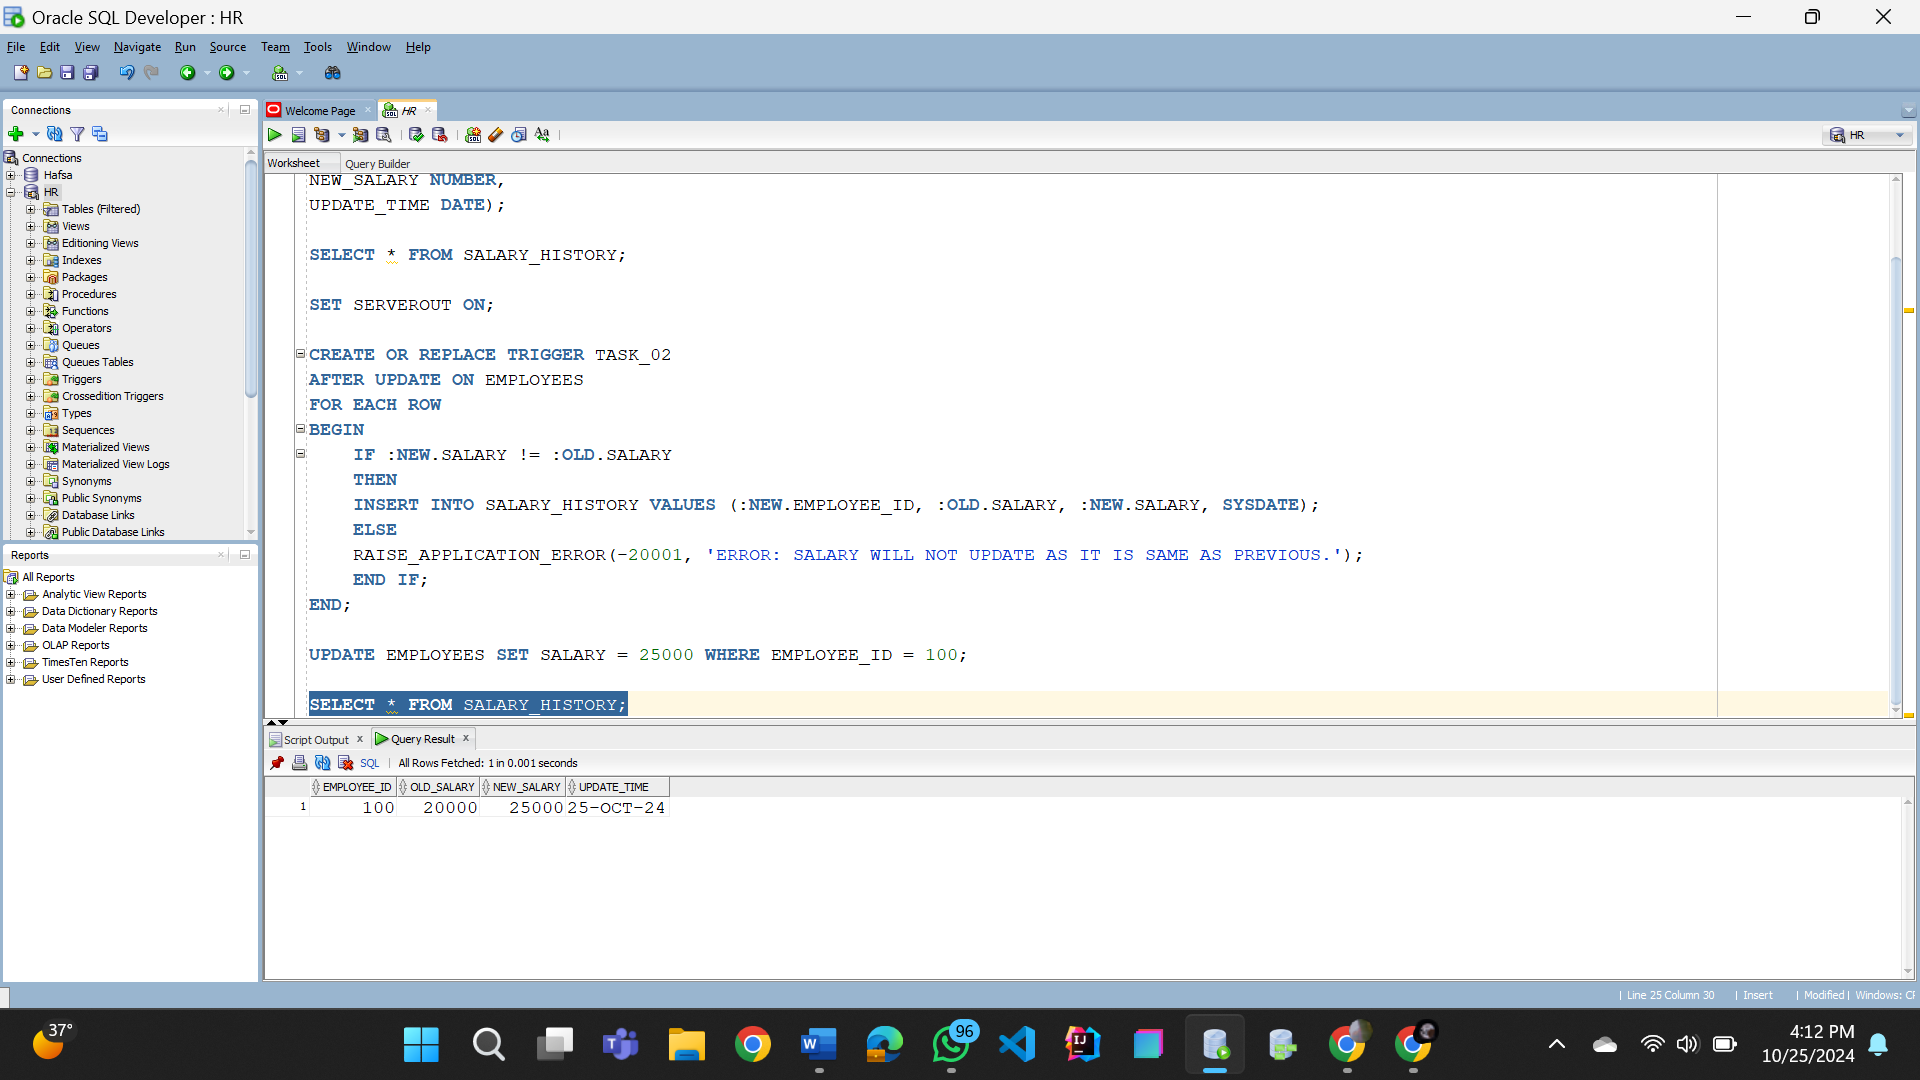 Oracle SQL Developer : HR
File Edit View Navigate Run Source Team Tools Window Help
Connections
Welcome Page
HR
HR
Worksheet
Query Builder
Connections
Hafsa
HR
Tables (Filtered)
Views
Editioning Views
Indexes
Packages
Procedures
Functions
Operators
Queues
Queues Tables
Triggers
Crossedition Triggers
Types
Sequences
Materialized Views
Materialized View Logs
Synonyms
Public Synonyms
Database Links
Public Database Links
Reports
All Reports
Analytic View Reports
Data Dictionary Reports
Data Modeler Reports
OLAP Reports
TimesTen Reports
User Defined Reports
NEW_SALARY NUMBER,
UPDATE_TIME DATE);
SELECT * FROM SALARY_HISTORY;
SET SERVEROUT ON;
CREATE OR REPLACE TRIGGER TASK_02
AFTER UPDATE ON EMPLOYEES
FOR EACH ROW
BEGIN
IF :NEW.SALARY != :OLD.SALARY
THEN
INSERT INTO SALARY_HISTORY VALUES (:NEW.EMPLOYEE_ID, :OLD.SALARY, :NEW.SALARY, SYSDATE);
ELSE
RAISE_APPLICATION_ERROR(-20001, 'ERROR: SALARY WILL NOT UPDATE AS IT IS SAME AS PREVIOUS.');
END IF;
END;
UPDATE EMPLOYEES SET SALARY = 25000 WHERE EMPLOYEE_ID = 100;
SELECT * FROM SALARY_HISTORY;
Script Output
Query Result
SQL | All Rows Fetched: 1 in 0.001 seconds
EMPLOYEE_ID OLD_SALARY NEW_SALARY UPDATE_TIME
1 100 20000 25000 25-OCT-24
| Line 25 Column 30 | Insert | Modified | Windows: CF
37°
96
4:12 PM
10/25/2024